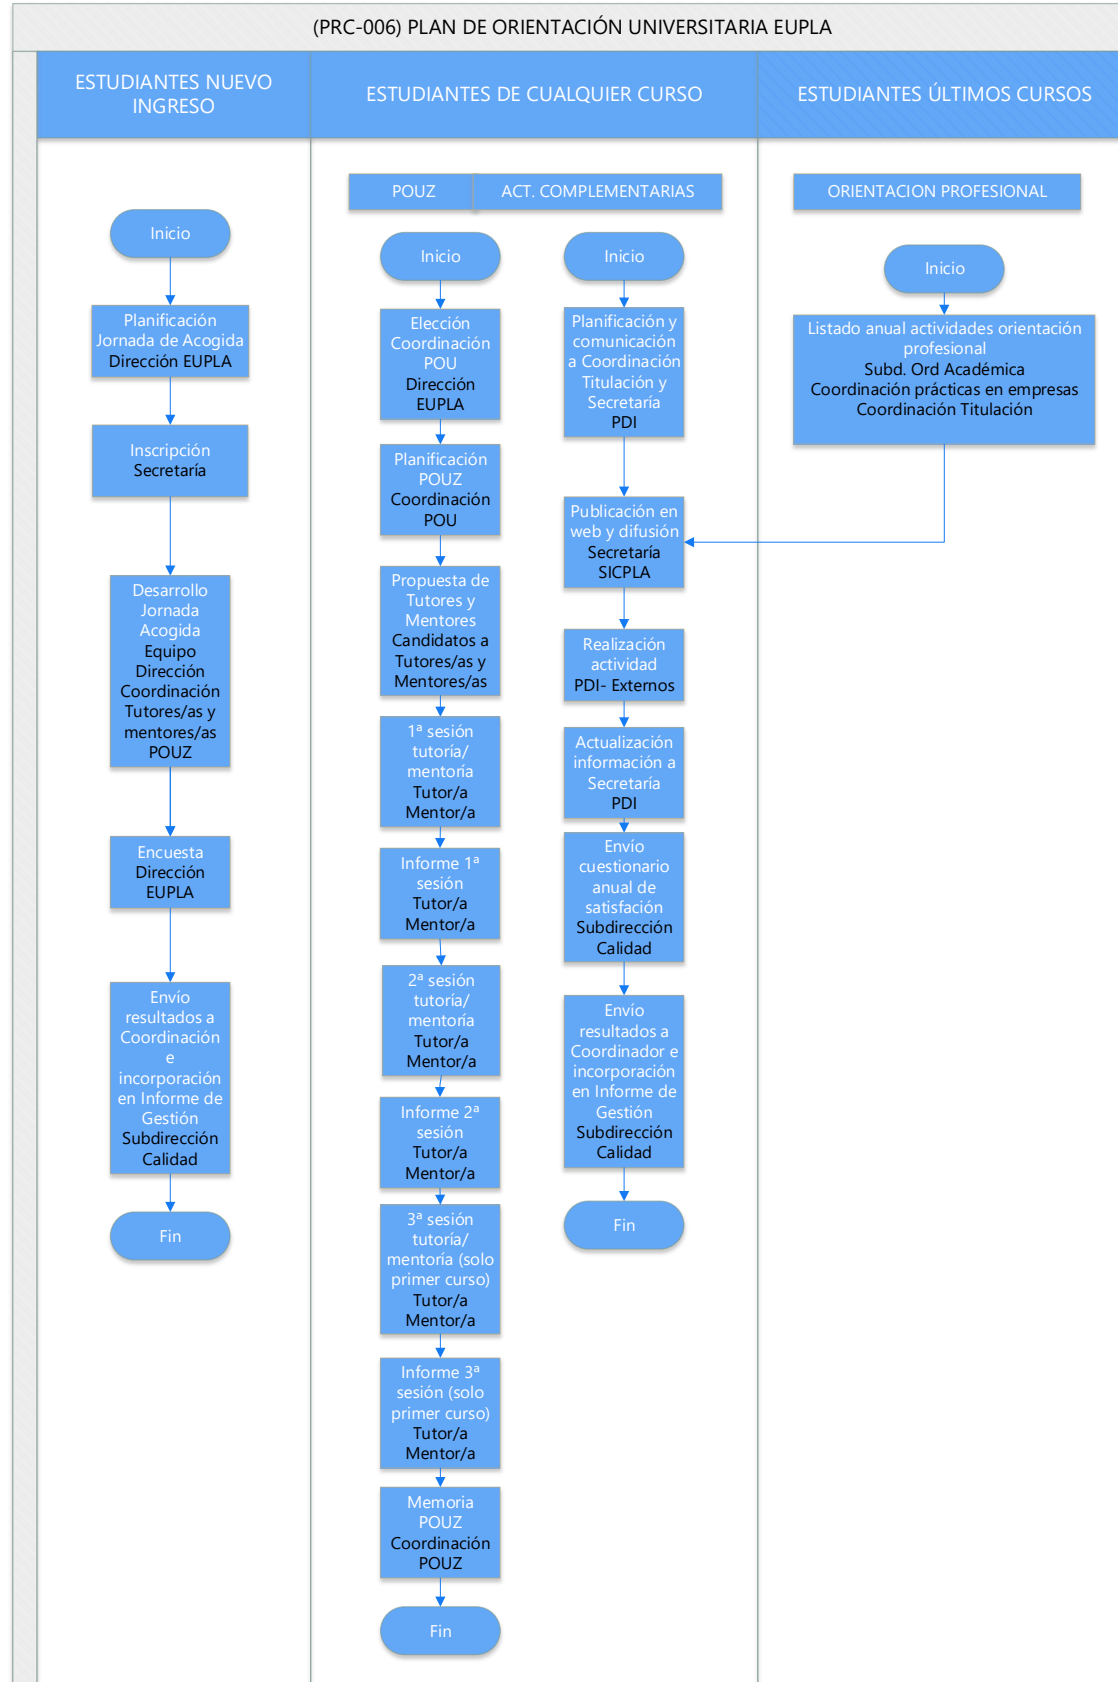 (PRC-006) PLAN DE ORIENTACIÓN UNIVERSITARIA EUPLA
ESTUDIANTES NUEVO
INGRESO
Inicio
Planificación
Jornada de Acogida
Dirección EUPLA
Inscripción
Secretaría
Desarrollo
Jornada
Acogida
Equipo
Dirección
Coordinación
Tutores/as y
mentores/as
POUZ
Encuesta
Dirección
EUPLA
Envío
resultados a
Coordinación
e
incorporación
en Informe de
Gestión
Subdirección
Calidad
Fin
ESTUDIANTES DE CUALQUIER CURSO
POUZ
Inicio
Elección
Coordinación
POU
Dirección
EUPLA
Planificación
POUZ
Coordinación
POU
Propuesta de
Tutores y
Mentores
Candidatos a
Tutores/as y
Mentores/as
1ª sesión
tutoría/
mentoría
Tutor/a
Mentor/a
Informe 1ª
sesión
Tutor/a
Mentor/a
2ª sesión
tutoría/
mentoría
Tutor/a
Mentor/a
Informe 2ª
sesión
Tutor/a
Mentor/a
3ª sesión
tutoría/
mentoría (solo
primer curso)
Tutor/a
Mentor/a
Informe 3ª
sesión (solo
primer curso)
Tutor/a
Mentor/a
Memoria
POUZ
Coordinación
POUZ
Fin
ACT. COMPLEMENTARIAS
Inicio
Planificación y
comunicación
a Coordinación
Titulación y
Secretaría
PDI
Publicación en
web y difusión
Secretaría
SICPLA
Realización
actividad
PDI- Externos
Actualización
información a
Secretaría
PDI
Envío
cuestionario
anual de
satisfación
Subdirección
Calidad
Envío
resultados a
Coordinador e
incorporación
en Informe de
Gestión
Subdirección
Calidad
Fin
ESTUDIANTES ÚLTIMOS CURSOS
ORIENTACION PROFESIONAL
Inicio
Listado anual actividades orientación
profesional
Subd. Ord Académica
Coordinación prácticas en empresas
Coordinación Titulación